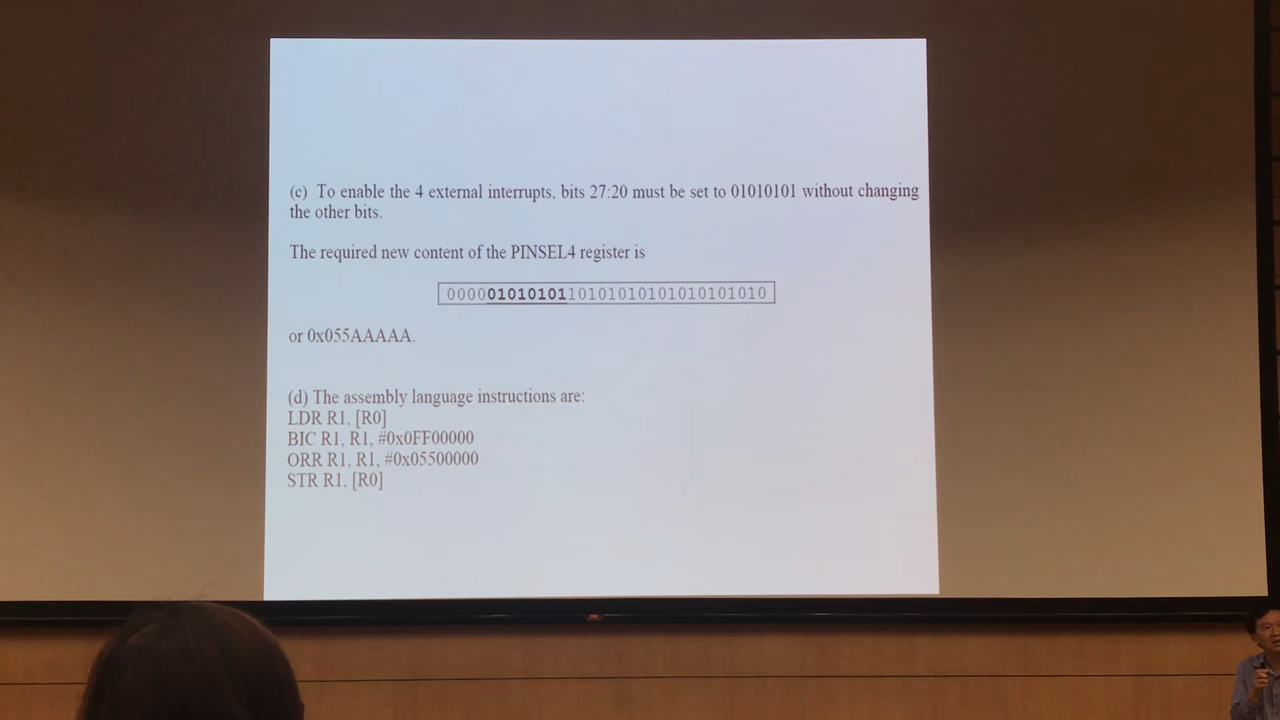 (c) To enable the 4 external interrupts, bits 27:20 must be set to 01010101 without changing
the other bits.
The required new content of the PINSEL4 register is
00000101010110101010101010101010
or 0x055AAAAA.
(d) The assembly language instructions are:
LDR R1, [R0]
BIC R1, R1, #0x0FF00000
ORR R1, R1, #0x05500000
STR R1, [R0]